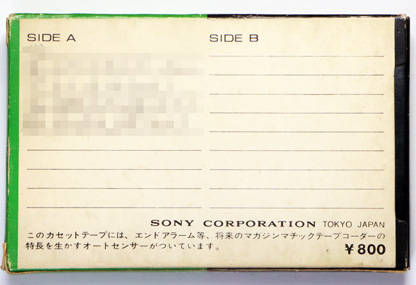 SIDE A SIDE B
SONY CORPORATION TOKYO JAPAN
このカセットテープには、エンドアラーム等、将来のマガジンマチックテープコーダーの
特長を生かすオートセンサーがついています。
¥800